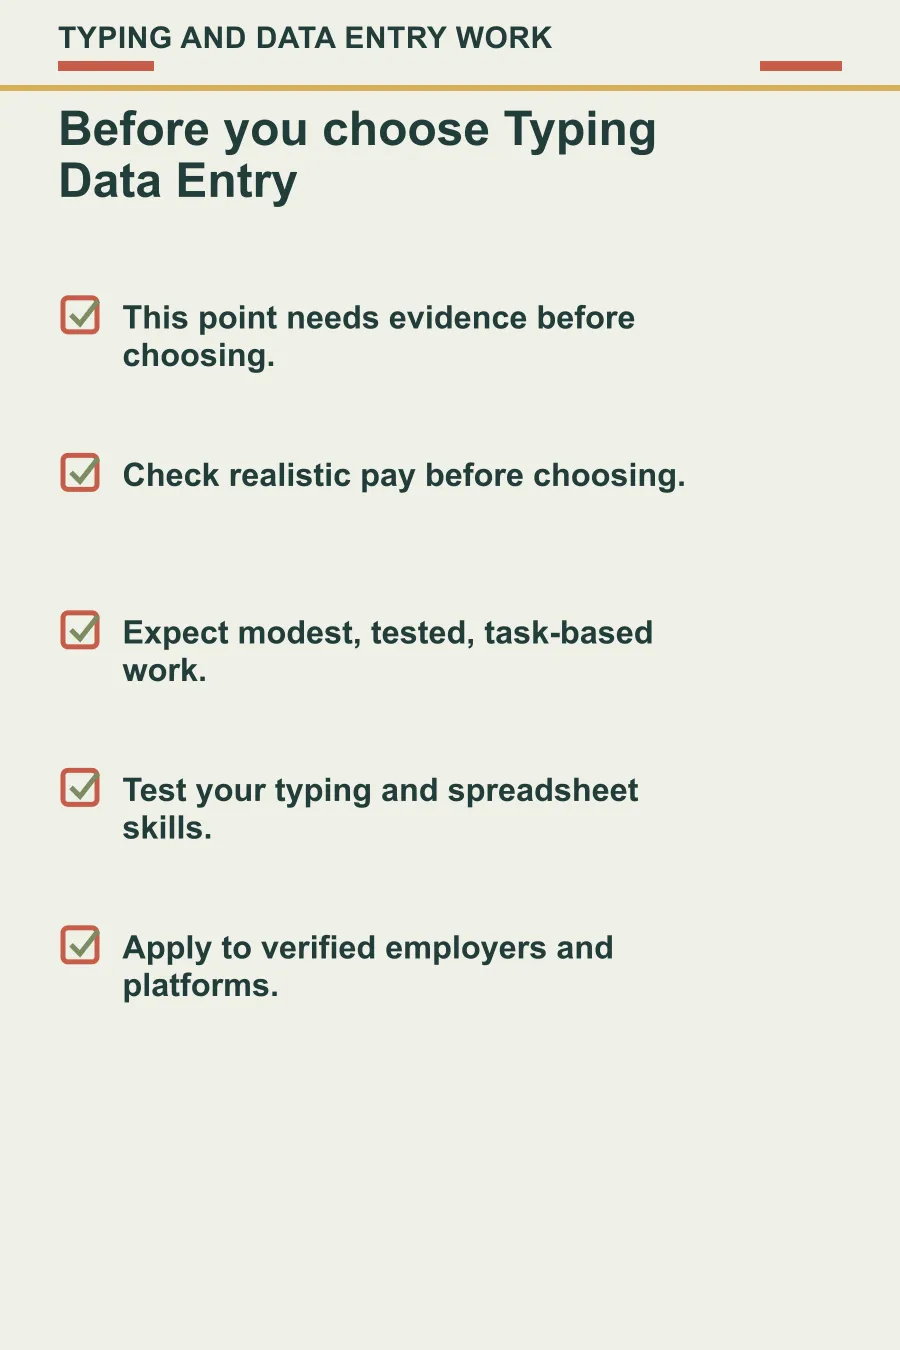 TYPING AND DATA ENTRY WORK
Before you choose Typing
Data Entry
This point needs evidence before
choosing.
Check realistic pay before choosing.
Expect modest, tested, task-based
work.
Test your typing and spreadsheet
skills.
Apply to verified employers and
platforms.